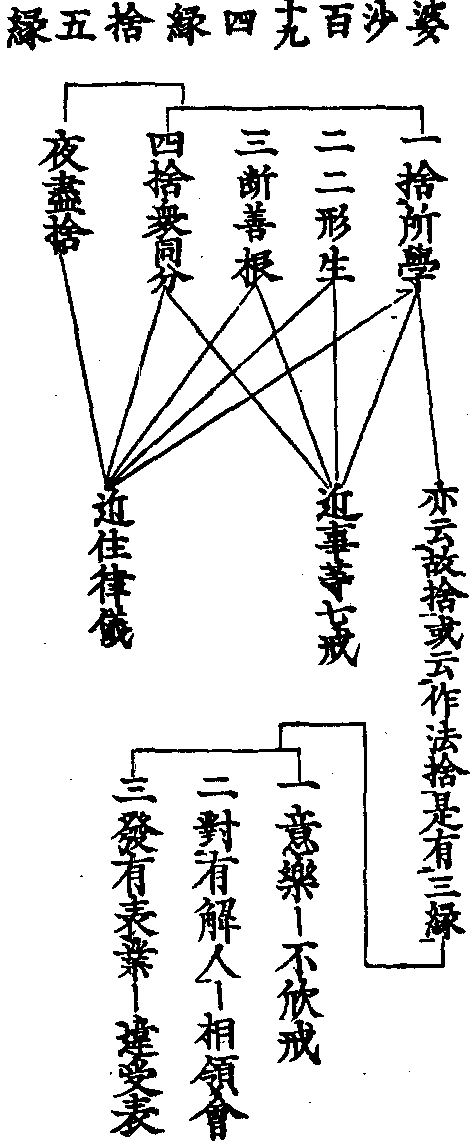 婆沙百十九四緣捨五緣
一捨所學
二二形生
三断善根
四捨衆同分
夜盡捨
亦云故捨或云作法捨是有三緣
近事等七戒
近住律儀
一意樂ー不欣戒
二對有解人ー相領會
三發有表業ー違受表